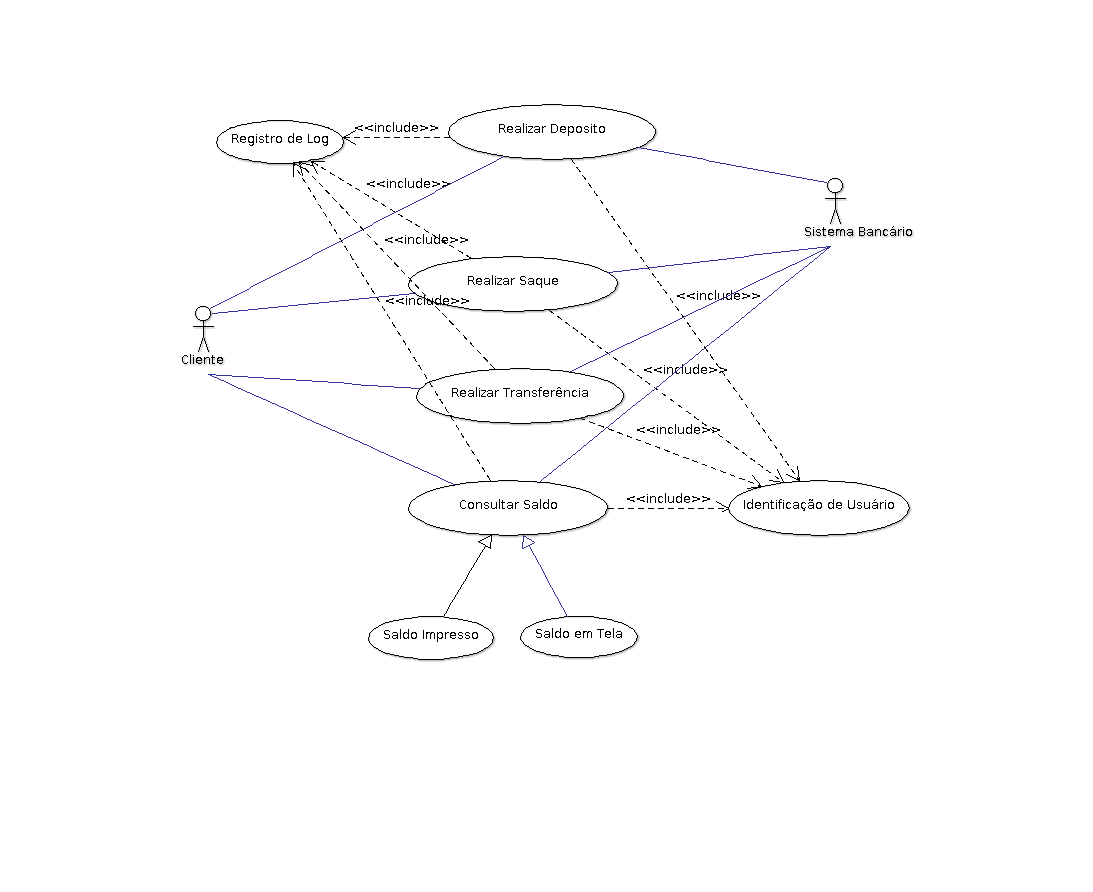 <<include>>
Realizar Deposito
Registro de Log
<<include>>
Sistema Bancário
<<include>>
Realizar Saque
<<include>>
<<include>>
Cliente
<<include>>
Realizar Transferência
<<include>>
<<include>>
Consultar Saldo
Identificação de Usuário
Saldo Impresso
Saldo em Tela